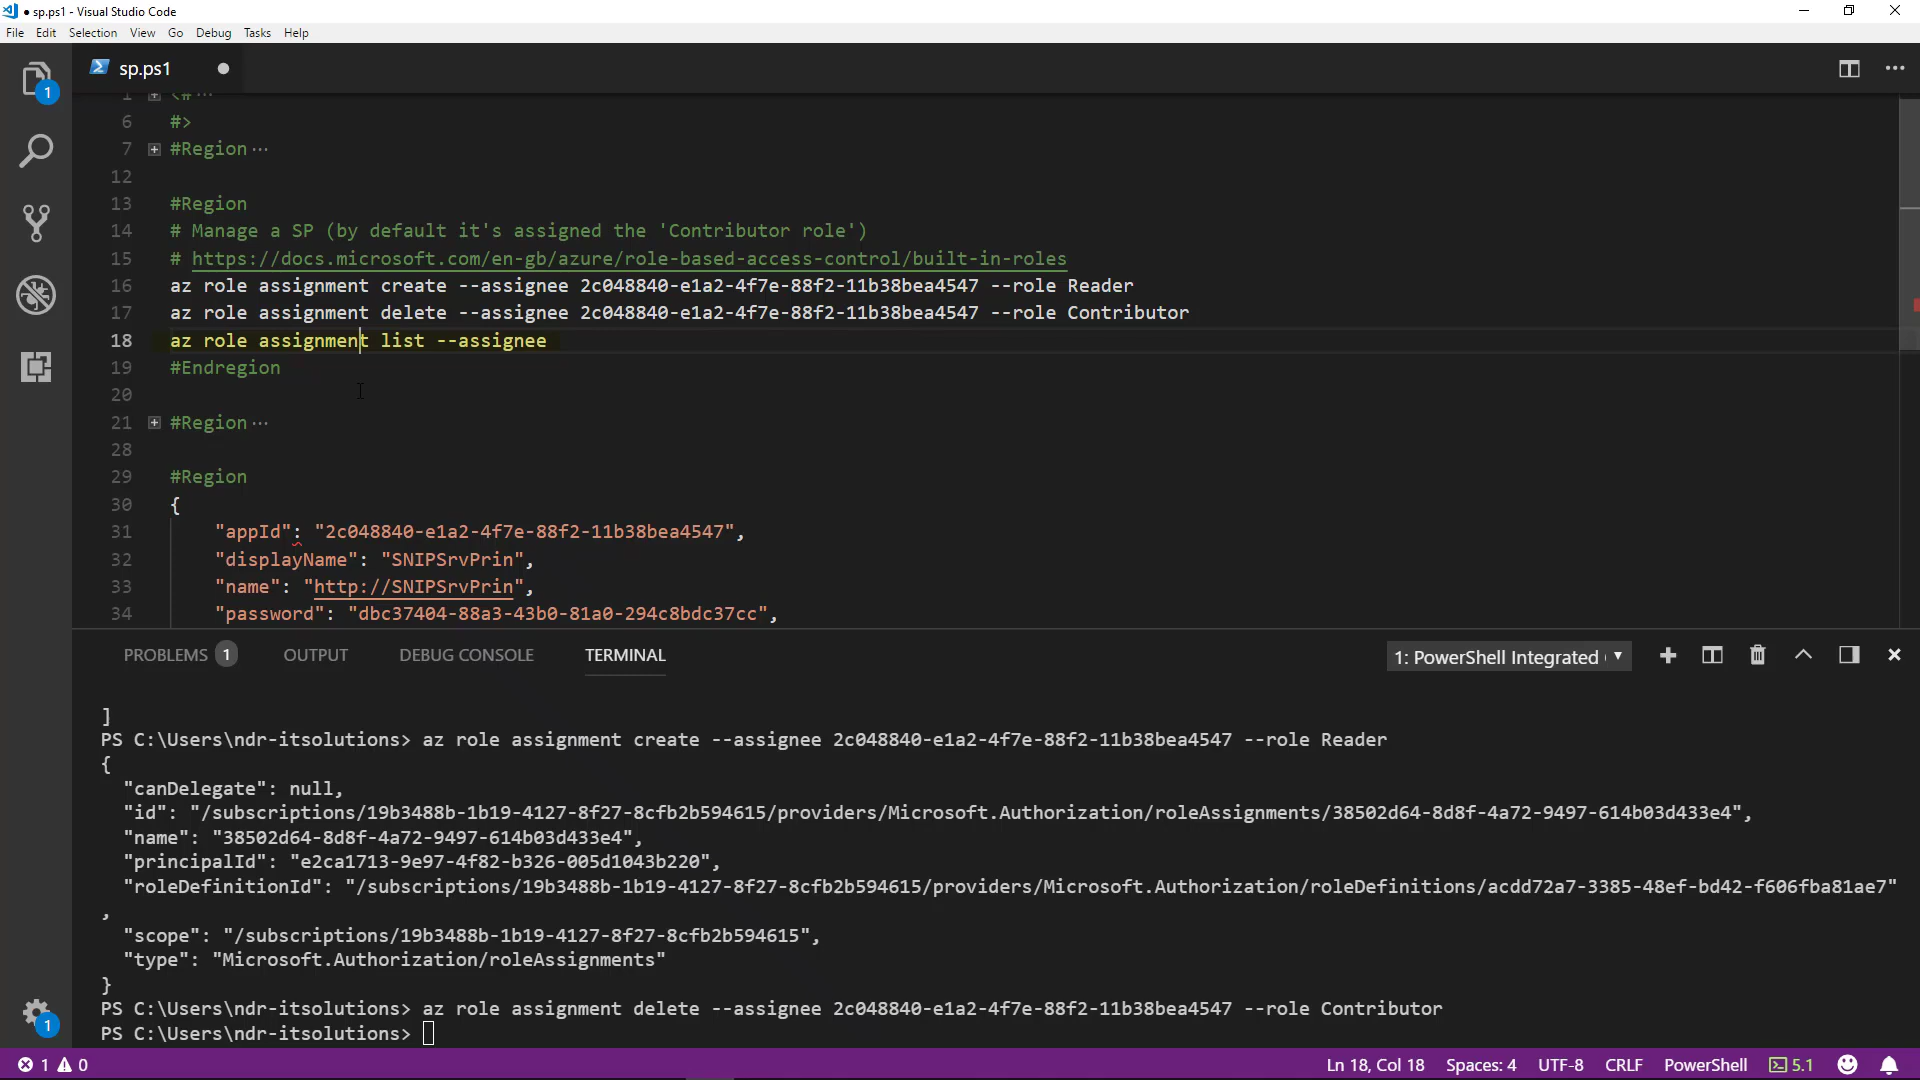 ● sp.ps1 - Visual Studio Code
File Edit Selection View Go Debug Tasks Help
sp.ps1
1 <# ...
6 #>
7 #Region ...
12
13 #Region
14 # Manage a SP (by default it's assigned the 'Contributor role')
15 # https://docs.microsoft.com/en-gb/azure/role-based-access-control/built-in-roles
16 az role assignment create --assignee 2c048840-e1a2-4f7e-88f2-11b38bea4547 --role Reader
17 az role assignment delete --assignee 2c048840-e1a2-4f7e-88f2-11b38bea4547 --role Contributor
18 az role assignment list --assignee
19 #Endregion
20
21 #Region ...
28
29 #Region
30 {
31 "appId": "2c048840-e1a2-4f7e-88f2-11b38bea4547",
32 "displayName": "SNIPSrvPrin",
33 "name": "http://SNIPSrvPrin",
34 "password": "dbc37404-88a3-43b0-81a0-294c8bdc37cc",
1
1
PROBLEMS 1 OUTPUT DEBUG CONSOLE TERMINAL 1: PowerShell Integrated
]
PS C:\Users\ndr-itsolutions> az role assignment create --assignee 2c048840-e1a2-4f7e-88f2-11b38bea4547 --role Reader
{
"canDelegate": null,
"id": "/subscriptions/19b3488b-1b19-4127-8f27-8cfb2b594615/providers/Microsoft.Authorization/roleAssignments/38502d64-8d8f-4a72-9497-614b03d433e4",
"name": "38502d64-8d8f-4a72-9497-614b03d433e4",
"principalId": "e2ca1713-9e97-4f82-b326-005d1043b220",
"roleDefinitionId": "/subscriptions/19b3488b-1b19-4127-8f27-8cfb2b594615/providers/Microsoft.Authorization/roleDefinitions/acdd72a7-3385-48ef-bd42-f606fba81ae7"
,
"scope": "/subscriptions/19b3488b-1b19-4127-8f27-8cfb2b594615",
"type": "Microsoft.Authorization/roleAssignments"
}
PS C:\Users\ndr-itsolutions> az role assignment delete --assignee 2c048840-e1a2-4f7e-88f2-11b38bea4547 --role Contributor
PS C:\Users\ndr-itsolutions>
1 0 Ln 18, Col 18 Spaces: 4 UTF-8 CRLF PowerShell 5.1